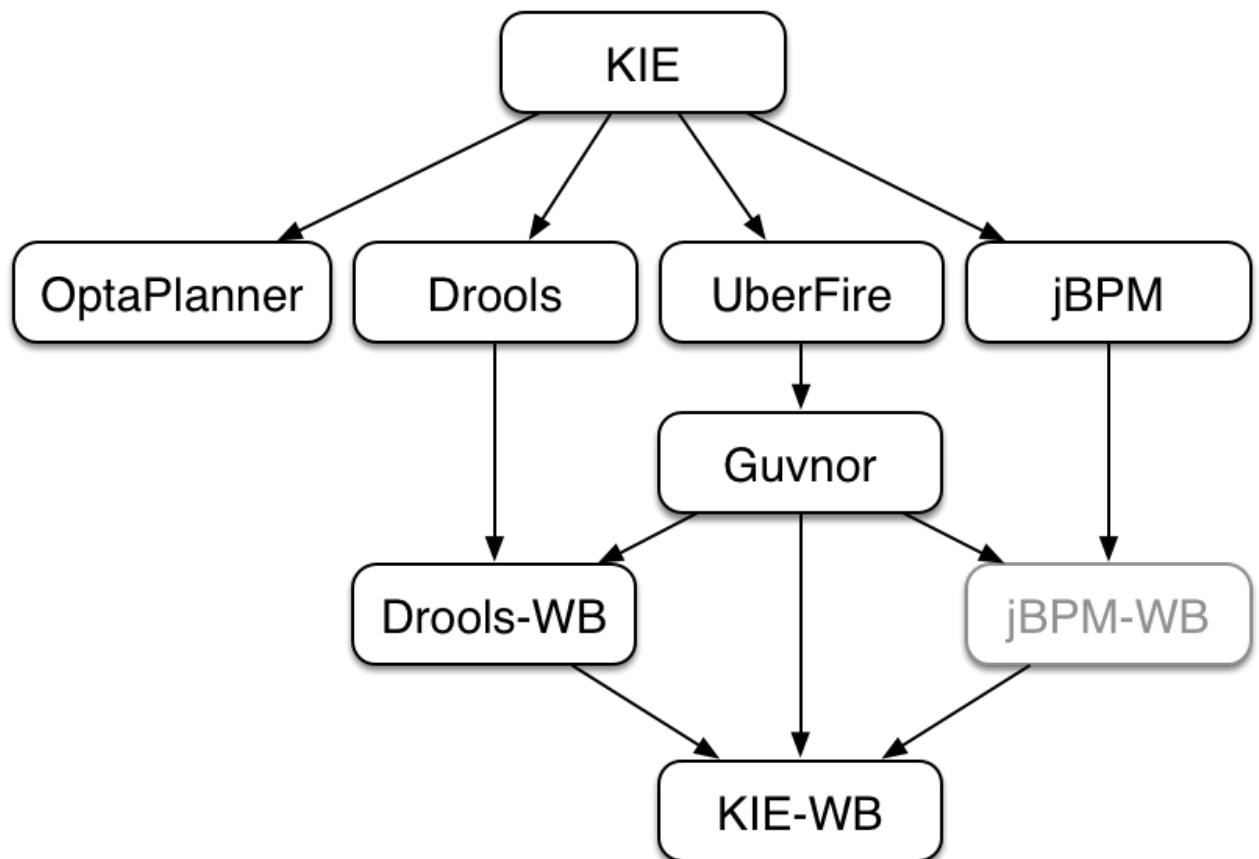 KIE
OptaPlanner
Drools
UberFire
jBPM
Guvnor
Drools-WB
jBPM-WB
KIE-WB